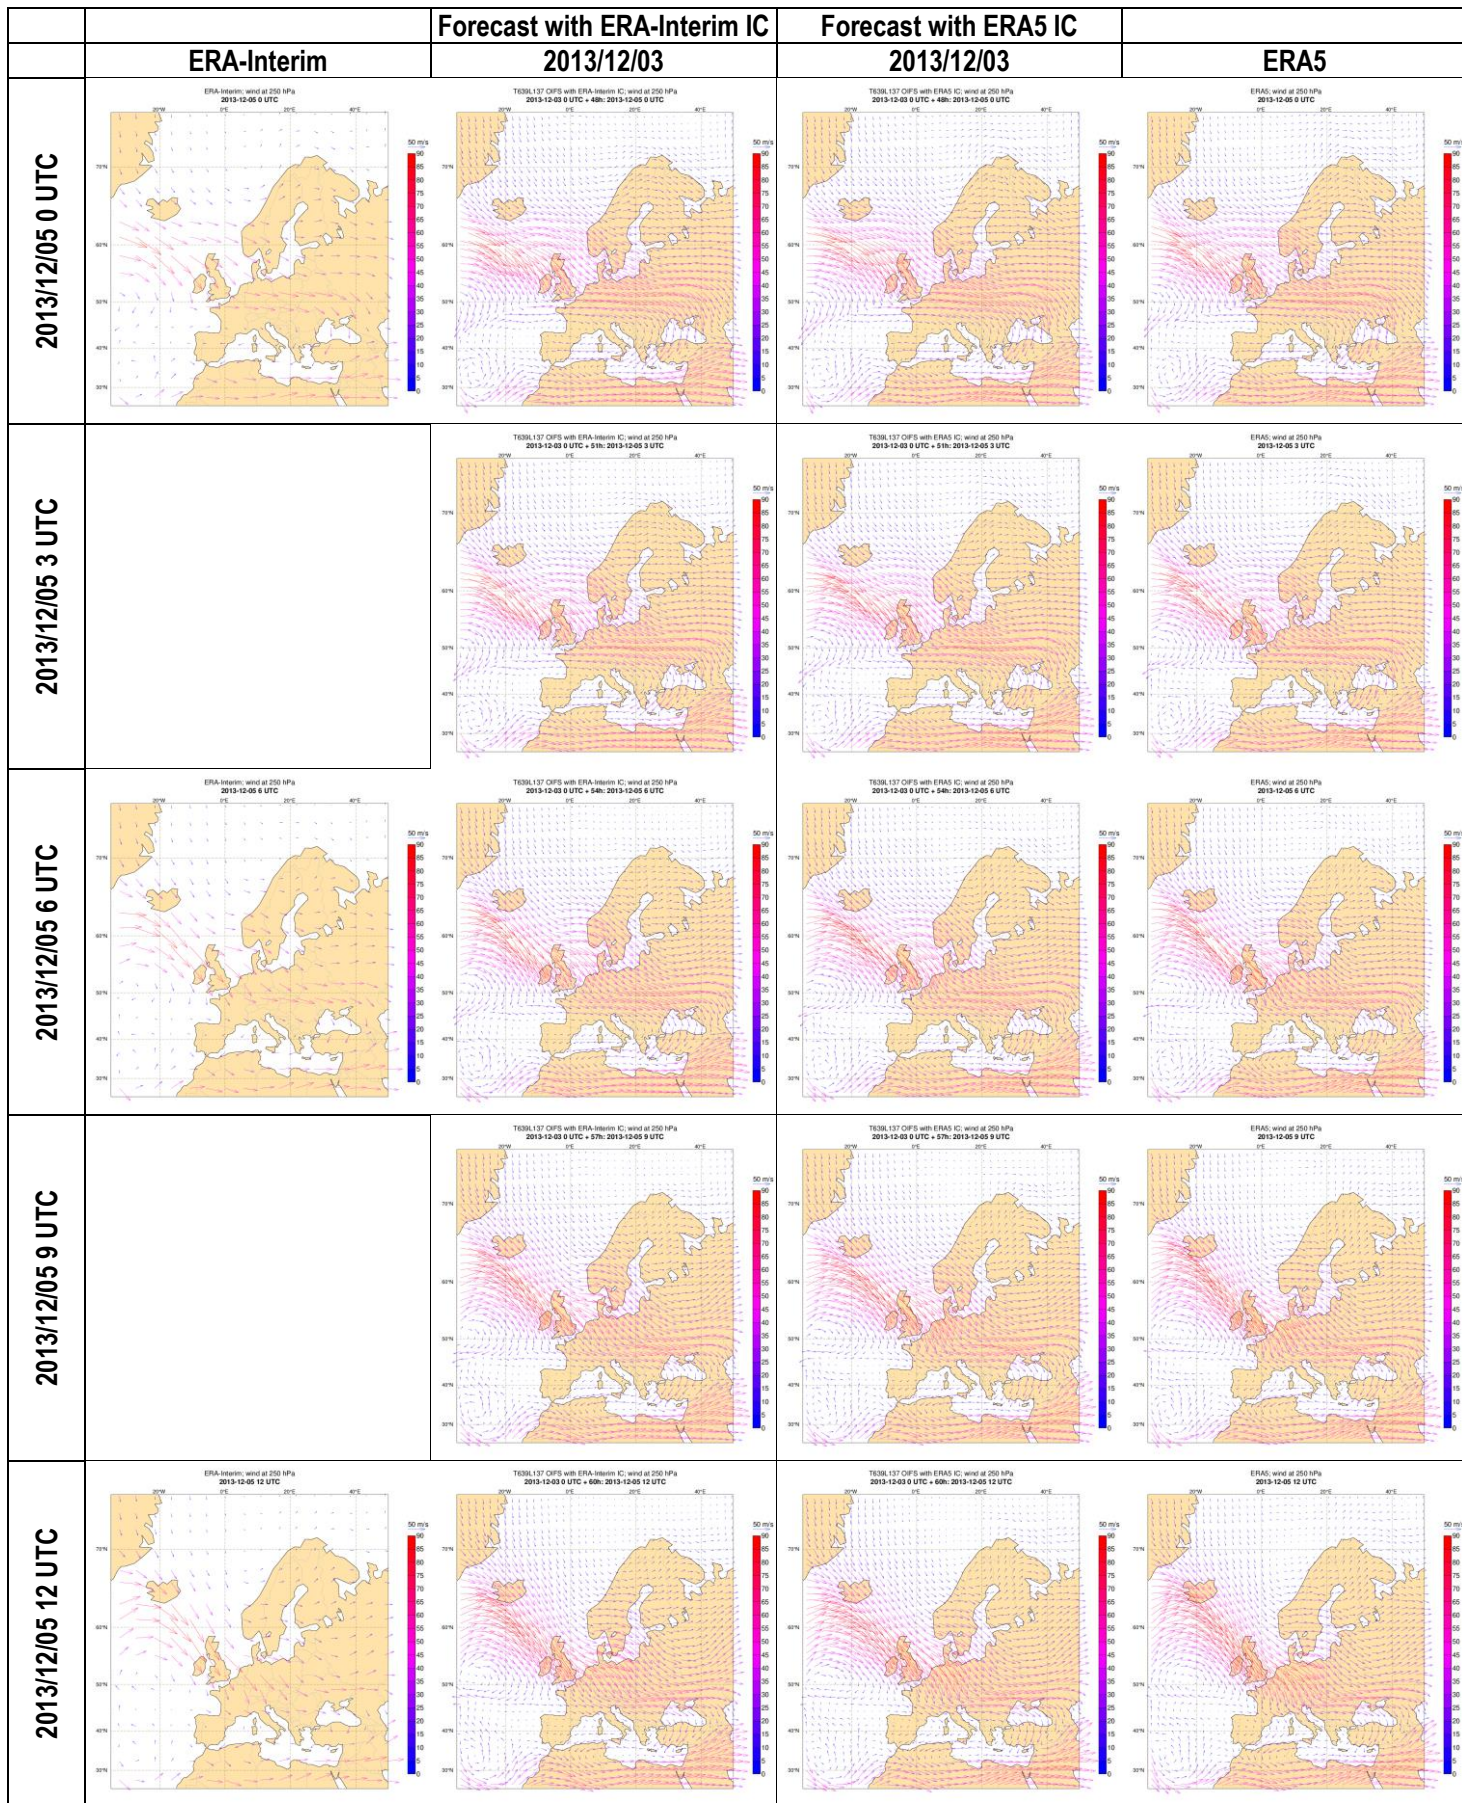 Forecast with ERA-Interim IC Forecast with ERA5 IC
ERA-Interim 2013/12/03 2013/12/03 ERA5
2013/12/05 0 UTC
ERA-Interim; wind at 250 hPa
2013-12-05 0 UTC
T639L137 OIFS with ERA-Interim IC; wind at 250 hPa
2013-12-03 0 UTC + 48h: 2013-12-05 0 UTC
T639L137 OIFS with ERA5 IC; wind at 250 hPa
2013-12-03 0 UTC + 48h: 2013-12-05 0 UTC
ERA5; wind at 250 hPa
2013-12-05 0 UTC
2013/12/05 3 UTC
T639L137 OIFS with ERA-Interim IC; wind at 250 hPa
2013-12-03 0 UTC + 51h: 2013-12-05 3 UTC
T639L137 OIFS with ERA5 IC; wind at 250 hPa
2013-12-03 0 UTC + 51h: 2013-12-05 3 UTC
ERA5; wind at 250 hPa
2013-12-05 3 UTC
2013/12/05 6 UTC
ERA-Interim; wind at 250 hPa
2013-12-05 6 UTC
T639L137 OIFS with ERA-Interim IC; wind at 250 hPa
2013-12-03 0 UTC + 54h: 2013-12-05 6 UTC
T639L137 OIFS with ERA5 IC; wind at 250 hPa
2013-12-03 0 UTC + 54h: 2013-12-05 6 UTC
ERA5; wind at 250 hPa
2013-12-05 6 UTC
2013/12/05 9 UTC
T639L137 OIFS with ERA-Interim IC; wind at 250 hPa
2013-12-03 0 UTC + 57h: 2013-12-05 9 UTC
T639L137 OIFS with ERA5 IC; wind at 250 hPa
2013-12-03 0 UTC + 57h: 2013-12-05 9 UTC
ERA5; wind at 250 hPa
2013-12-05 9 UTC
2013/12/05 12 UTC
ERA-Interim; wind at 250 hPa
2013-12-05 12 UTC
T639L137 OIFS with ERA-Interim IC; wind at 250 hPa
2013-12-03 0 UTC + 60h: 2013-12-05 12 UTC
T639L137 OIFS with ERA5 IC; wind at 250 hPa
2013-12-03 0 UTC + 60h: 2013-12-05 12 UTC
ERA5; wind at 250 hPa
2013-12-05 12 UTC